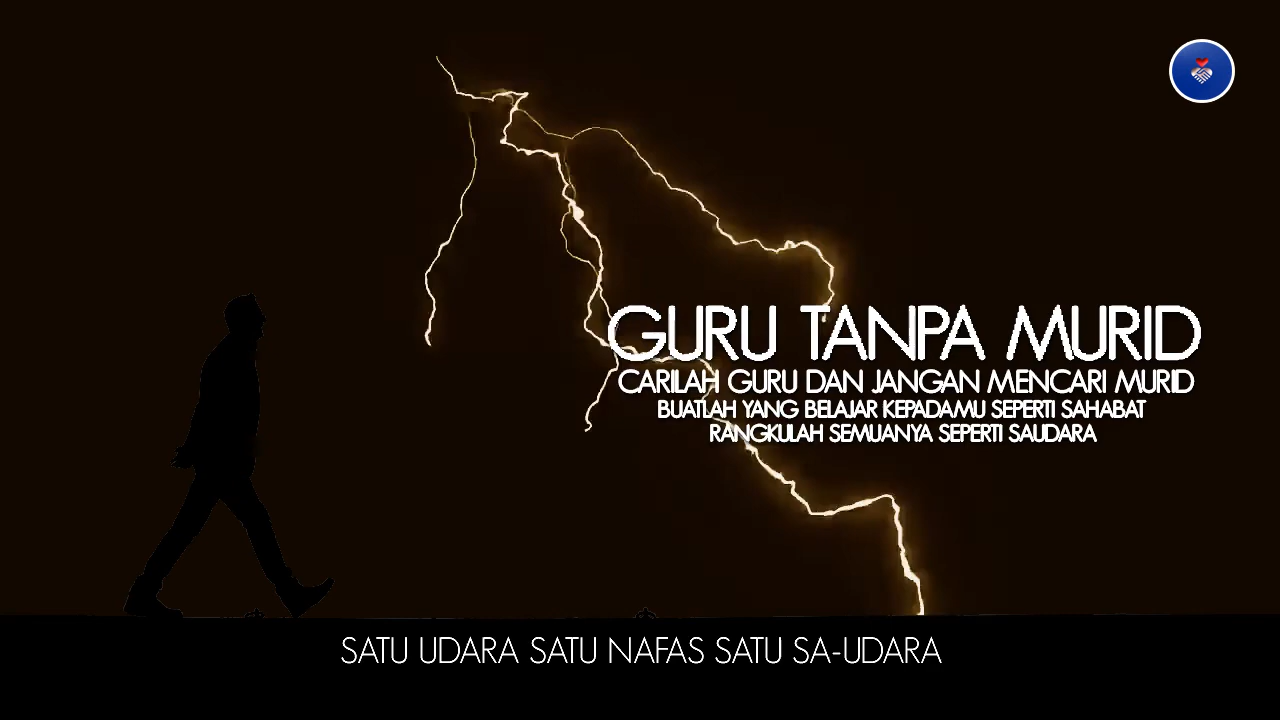 GURU TANPA MURID
CARILAH GURU DAN JANGAN MENCARI MURID
BUATLAH YANG BELAJAR KEPADAMU SEPERTI SAHABAT
RANGKULAH SEMUANYA SEPERTI SAUDARA
SATU UDARA SATU NAFAS SATU SA-UDARA